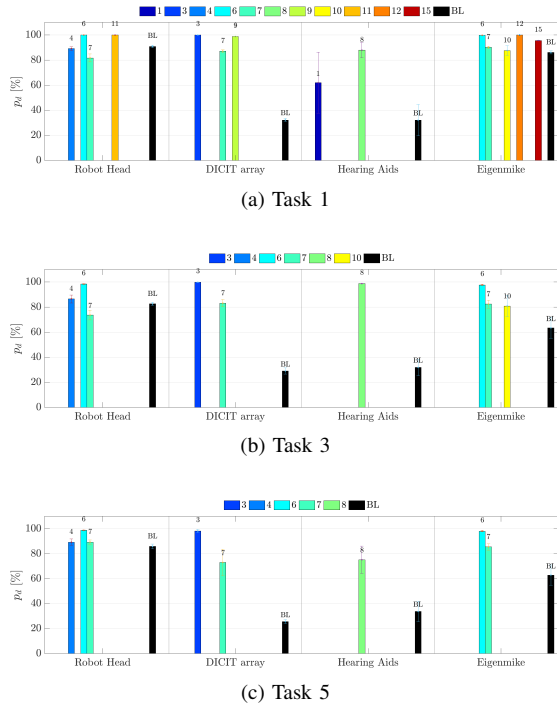 1 3 4 6 7 8 9 10 11 12 15 BL
p_d [%]
100
80
60
40
20
0
4 6 7 11 BL 3 7 9 BL 1 8 BL 6 7 10 12 15 BL
Robot Head DICIT array Hearing Aids Eigenmike
(a) Task 1
3 4 6 7 8 10 BL
p_d [%]
100
80
60
40
20
0
4 6 7 BL 3 7 BL 8 BL 6 7 10 BL
Robot Head DICIT array Hearing Aids Eigenmike
(b) Task 3
3 4 6 7 8 BL
p_d [%]
100
80
60
40
20
0
4 6 7 BL 3 7 BL 8 BL 6 7 BL
Robot Head DICIT array Hearing Aids Eigenmike
(c) Task 5